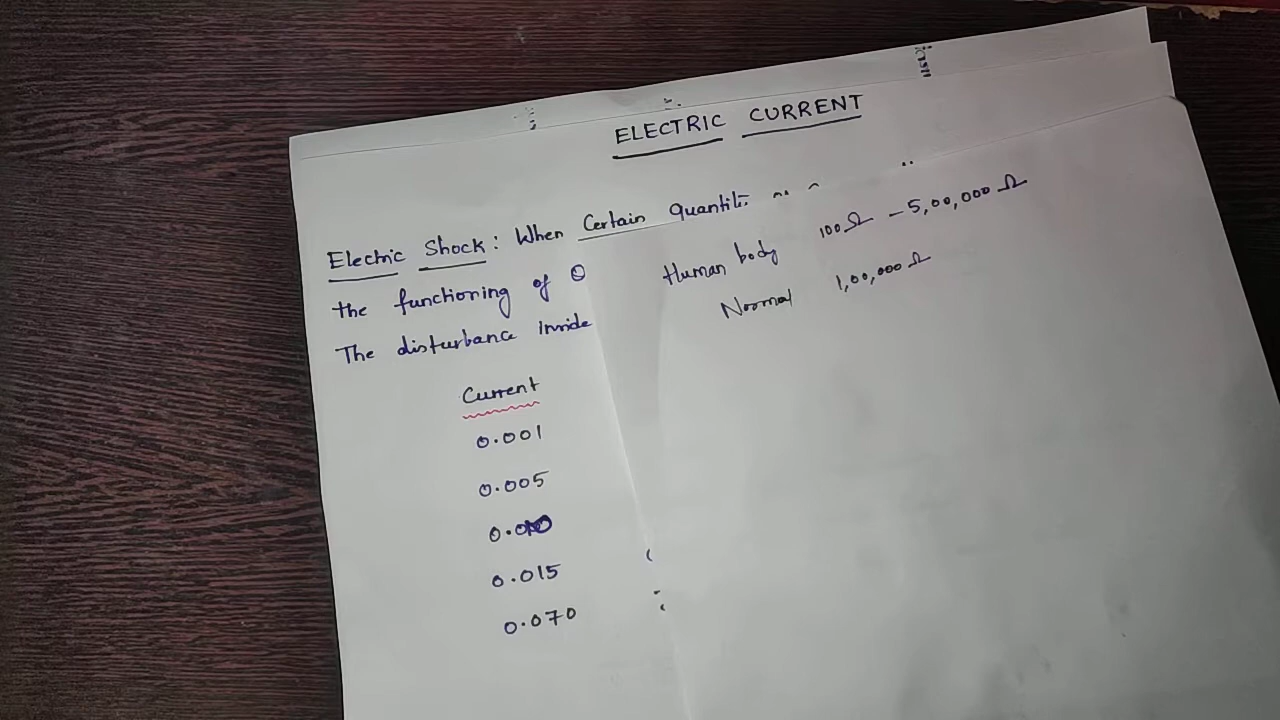 ELECTRIC CURRENT
Electric Shock: When Certain Quantiti
the functioning of
The disturbance Inside
Human body 100Ω - 5,00,000 Ω
Normal 1,00,000 Ω
Current
0.001
0.005
0.015
0.070